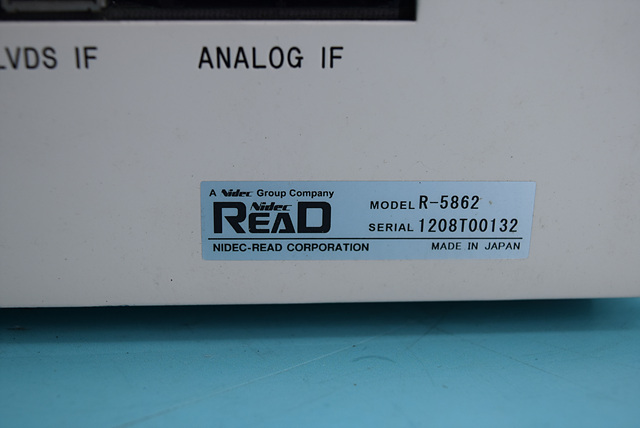 LVDS IF
ANALOG IF
A Nidec Group Company
Nidec
READ
MODEL R-5862
SERIAL 1208T00132
NIDEC-READ CORPORATION
MADE IN JAPAN